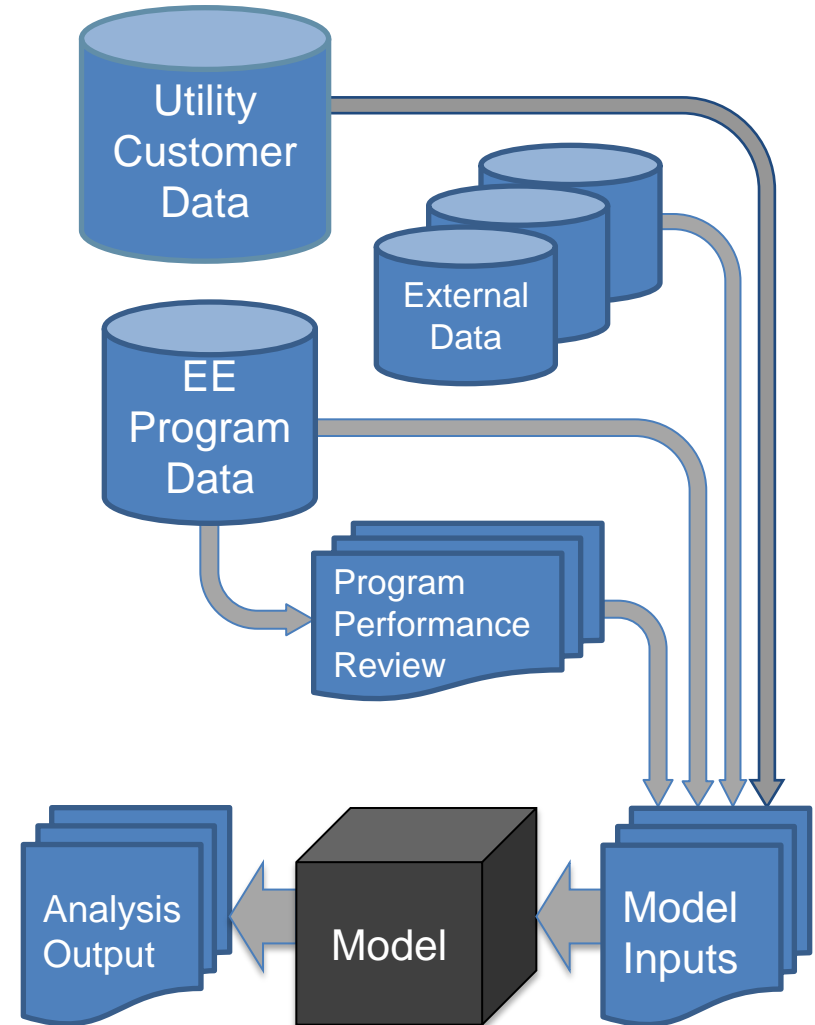 Utility
Customer
Data
External
Data
EE
Program
Data
Program
Performance
Review
Analysis
Output
Model
Model
Inputs